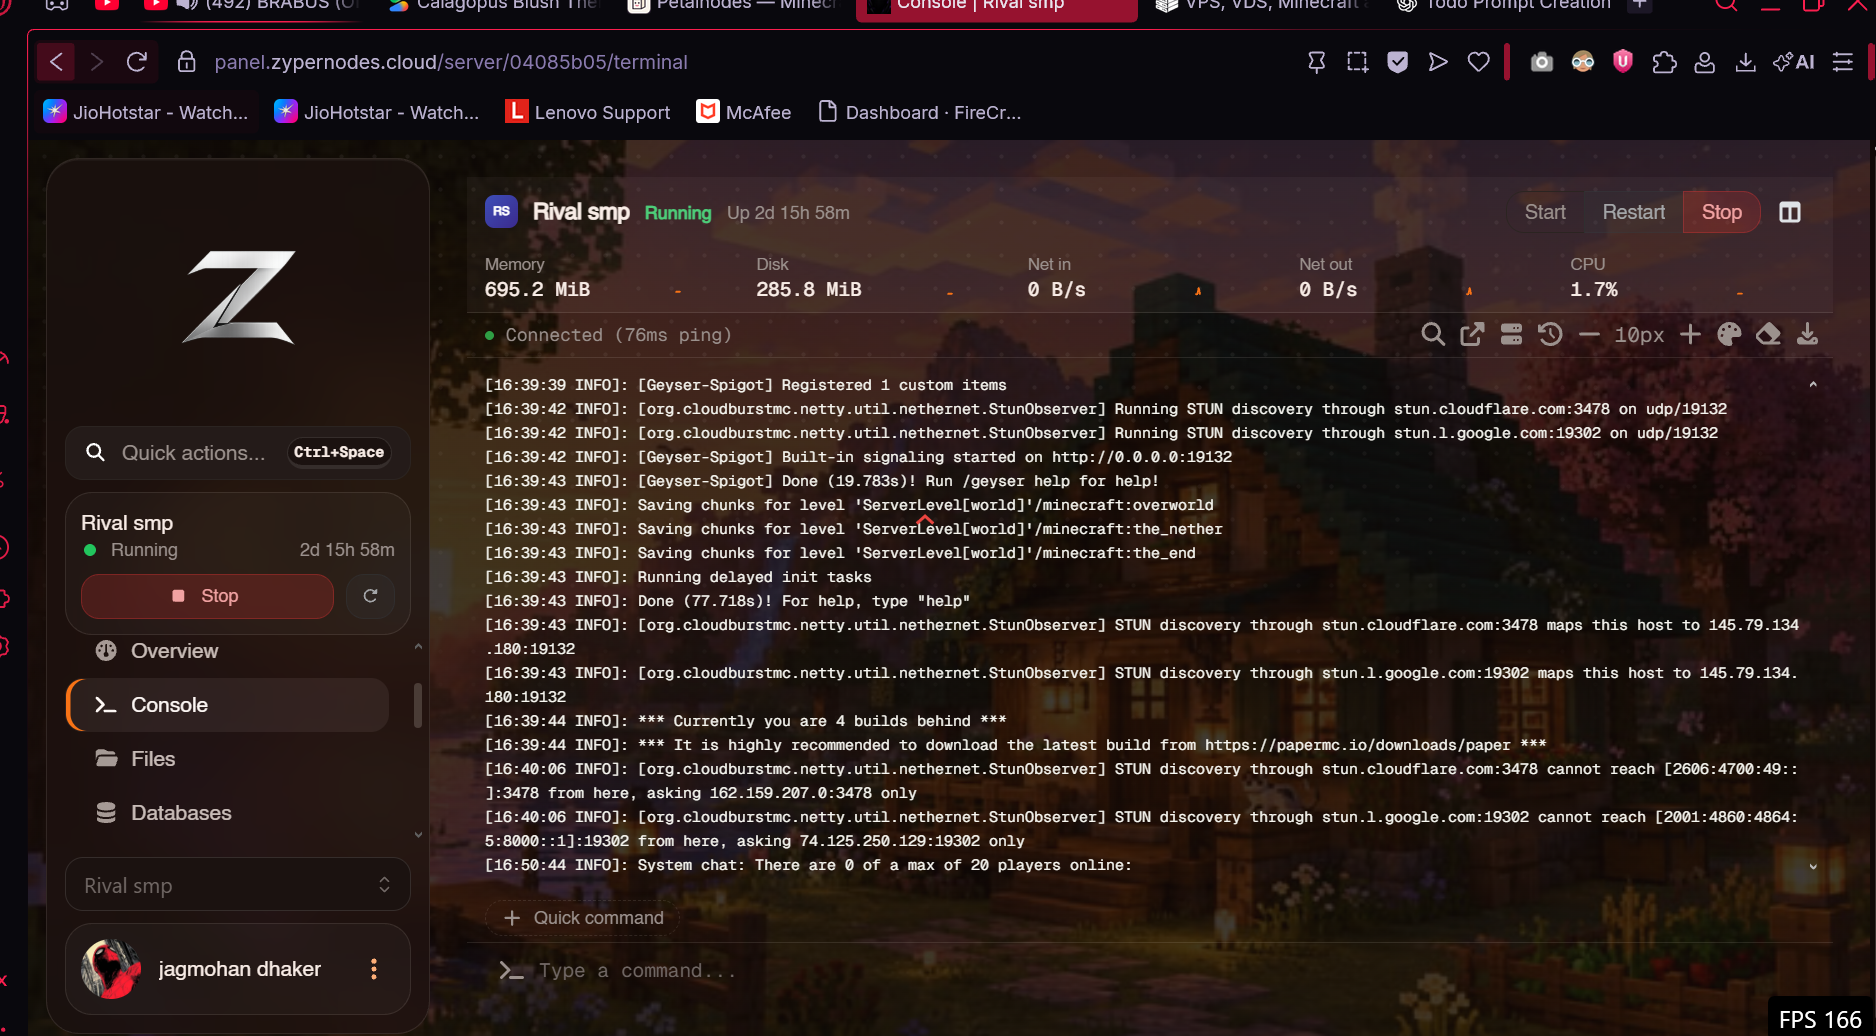 (492) BRABUS (O
Calagopus Blush The
Petalnodes — Minec
Console | Rival smp
VPS, VDS, Minecraft a
Todo Prompt Creation
panel.zypernodes.cloud/server/04085b05/terminal
AI
JioHotstar - Watch...
JioHotstar - Watch...
Lenovo Support
McAfee
Dashboard · FireCr...
Quick actions...
Ctrl+Space
Rival smp
Running
2d 15h 58m
Stop
Overview
Console
Files
Databases
Rival smp
jagmohan dhaker
RS
Rival smp
Running
Up 2d 15h 58m
Start
Restart
Stop
Memory
695.2 MiB
Disk
285.8 MiB
Net in
0 B/s
Net out
0 B/s
CPU
1.7%
Connected (76ms ping)
10px
[16:39:39 INFO]: [Geyser-Spigot] Registered 1 custom items
[16:39:42 INFO]: [org.cloudburstmc.netty.util.nethernet.StunObserver] Running STUN discovery through stun.cloudflare.com:3478 on udp/19132
[16:39:42 INFO]: [org.cloudburstmc.netty.util.nethernet.StunObserver] Running STUN discovery through stun.l.google.com:19302 on udp/19132
[16:39:42 INFO]: [Geyser-Spigot] Built-in signaling started on http://0.0.0.0:19132
[16:39:43 INFO]: [Geyser-Spigot] Done (19.783s)! Run /geyser help for help!
[16:39:43 INFO]: Saving chunks for level 'ServerLevel[world]'/minecraft:overworld
[16:39:43 INFO]: Saving chunks for level 'ServerLevel[world]'/minecraft:the_nether
[16:39:43 INFO]: Saving chunks for level 'ServerLevel[world]'/minecraft:the_end
[16:39:43 INFO]: Running delayed init tasks
[16:39:43 INFO]: Done (77.718s)! For help, type "help"
[16:39:43 INFO]: [org.cloudburstmc.netty.util.nethernet.StunObserver] STUN discovery through stun.cloudflare.com:3478 maps this host to 145.79.134
.180:19132
[16:39:43 INFO]: [org.cloudburstmc.netty.util.nethernet.StunObserver] STUN discovery through stun.l.google.com:19302 maps this host to 145.79.134.
180:19132
[16:39:44 INFO]: *** Currently you are 4 builds behind ***
[16:39:44 INFO]: *** It is highly recommended to download the latest build from https://papermc.io/downloads/paper ***
[16:40:06 INFO]: [org.cloudburstmc.netty.util.nethernet.StunObserver] STUN discovery through stun.cloudflare.com:3478 cannot reach [2606:4700:49::
]:3478 from here, asking 162.159.207.0:3478 only
[16:40:06 INFO]: [org.cloudburstmc.netty.util.nethernet.StunObserver] STUN discovery through stun.l.google.com:19302 cannot reach [2001:4860:4864:
5:8000::1]:19302 from here, asking 74.125.250.129:19302 only
[16:50:44 INFO]: System chat: There are 0 of a max of 20 players online:
Quick command
Type a command...
FPS 166